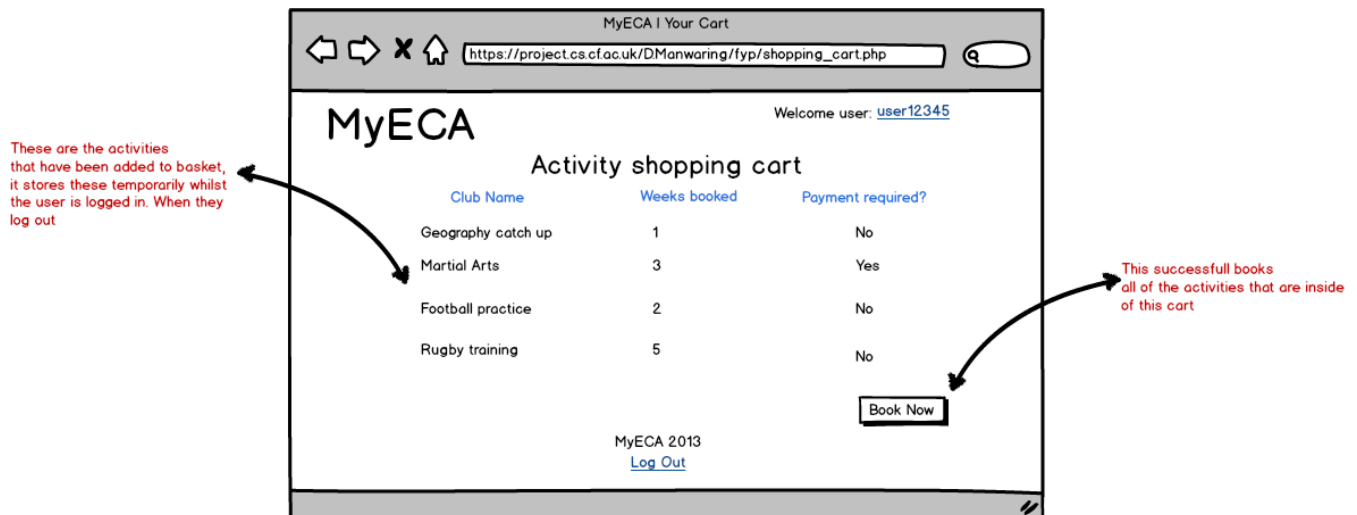 MyECA | Your Cart
https://project.cs.cf.ac.uk/DManwaring/fyp/shopping_cart.php
MyECA
Welcome user: user12345
These are the activities
that have been added to basket,
it stores these temporarily whilst
the user is logged in. When they
log out
Activity shopping cart
Club Name Weeks booked Payment required?
Geography catch up 1 No
Martial Arts 3 Yes
Football practice 2 No
Rugby training 5 No
This successfull books
all of the activities that are inside
of this cart
Book Now
MyECA 2013
Log Out